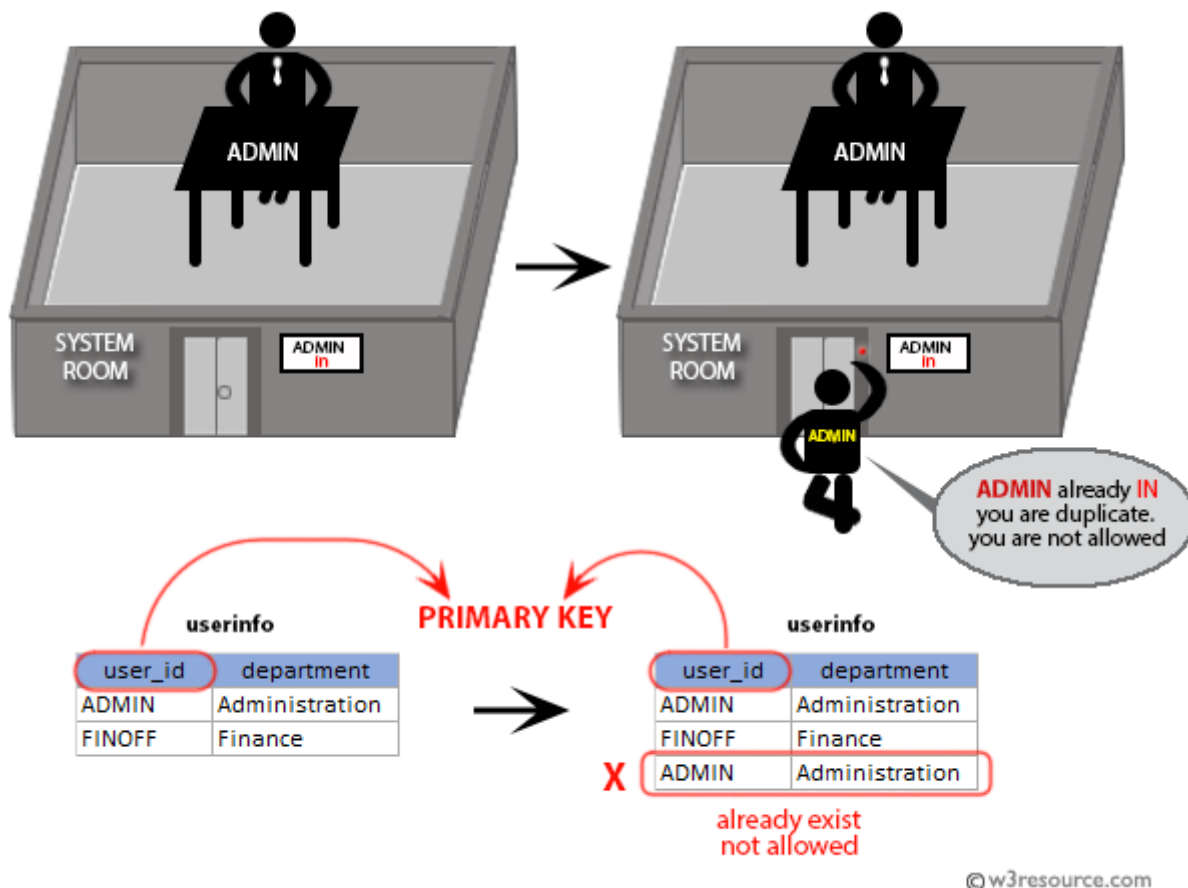 ADMIN
SYSTEM
ROOM
ADMIN
in
ADMIN
SYSTEM
ROOM
ADMIN
in
ADMIN
ADMIN already IN
you are duplicate.
you are not allowed
PRIMARY KEY
userinfo
user_id department
ADMIN Administration
FINOFF Finance
userinfo
user_id department
ADMIN Administration
FINOFF Finance
X ADMIN Administration
already exist
not allowed
© w3resource.com